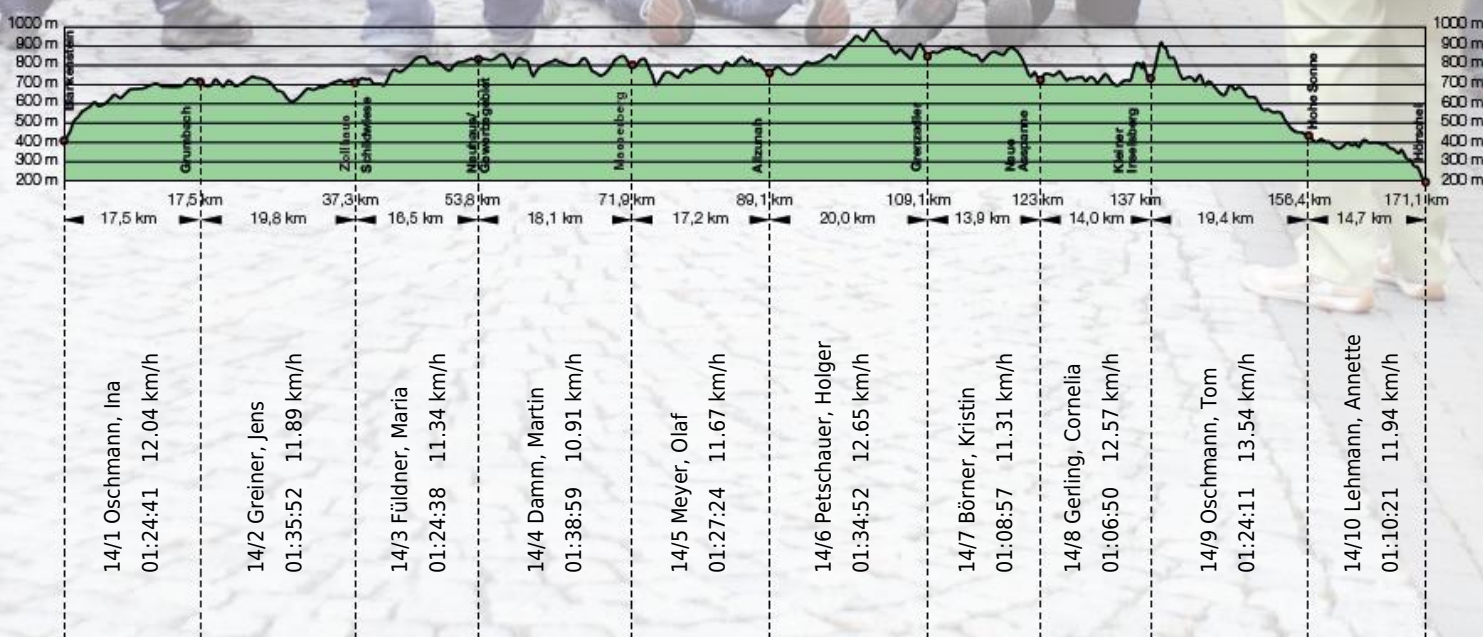 1000 m
900 m
800 m
700 m
600 m
500 m
400 m
300 m
200 m
1000 m
900 m
800 m
700 m
600 m
500 m
400 m
300 m
200 m
Blankenstein
Grumbach
Zollhaus
Schildwiese
Neuhaus/
Masserberg
Allzunah
Grenzadler
Neue
Ausspanne
Kleiner
Inselsberg
Hohe Sonne
Hörschel
17,5 km
37,3 km
53,8 km
71,9 km
89,1 km
109,1 km
123 km
137 km
156,4 km
171,1 km
17,5 km
19,8 km
16,5 km
18,1 km
17,2 km
20,0 km
13,9 km
14,0 km
19,4 km
14,7 km
14/1 Oschmann, Ina
01:24:41 12.04 km/h
14/2 Greiner, Jens
01:35:52 11.89 km/h
14/3 Füldner, Maria
01:24:38 11.34 km/h
14/4 Damm, Martin
01:38:59 10.91 km/h
14/5 Meyer, Olaf
01:27:24 11.67 km/h
14/6 Petschauer, Holger
01:34:52 12.65 km/h
14/7 Börner, Kristin
01:08:57 11.31 km/h
14/8 Gerling, Cornelia
01:06:50 12.57 km/h
14/9 Oschmann, Tom
01:24:11 13.54 km/h
14/10 Lehmann, Annette
01:10:21 11.94 km/h